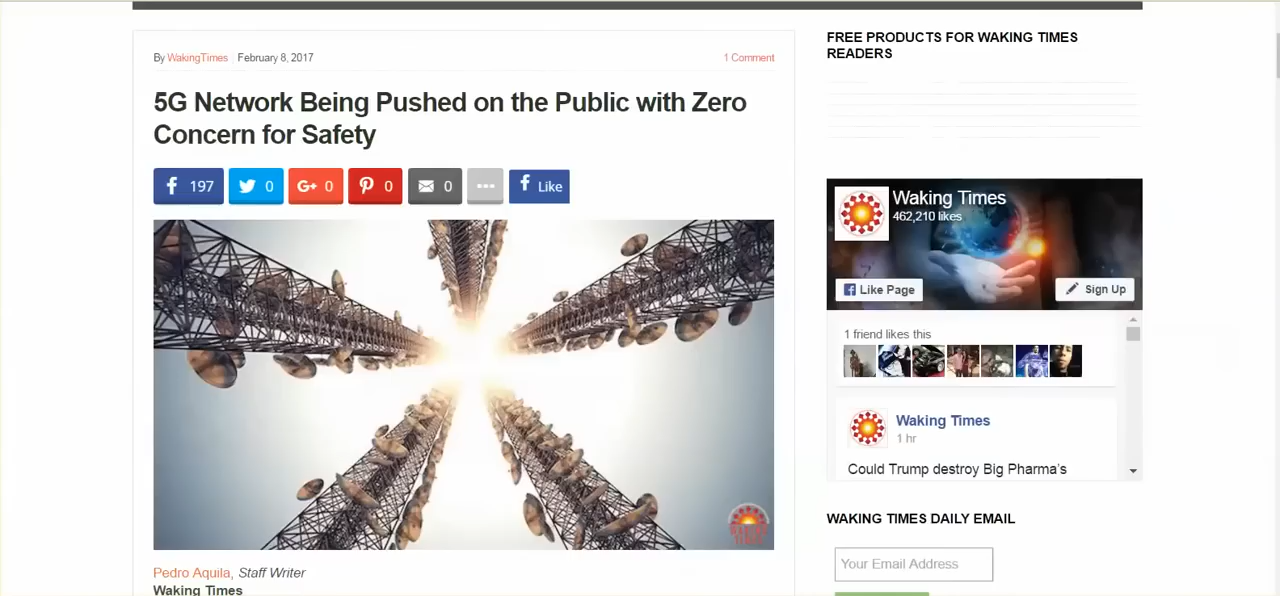 By WakingTimes February 8, 2017
1 Comment
5G Network Being Pushed on the Public with Zero
Concern for Safety
197
0
G+ 0
0
0
Like
Pedro Aquila, Staff Writer
Waking Times
FREE PRODUCTS FOR WAKING TIMES
READERS
Waking Times
462,210 likes
Like Page
Sign Up
1 friend likes this
Waking Times
1 hr
Could Trump destroy Big Pharma's
WAKING TIMES DAILY EMAIL
Your Email Address